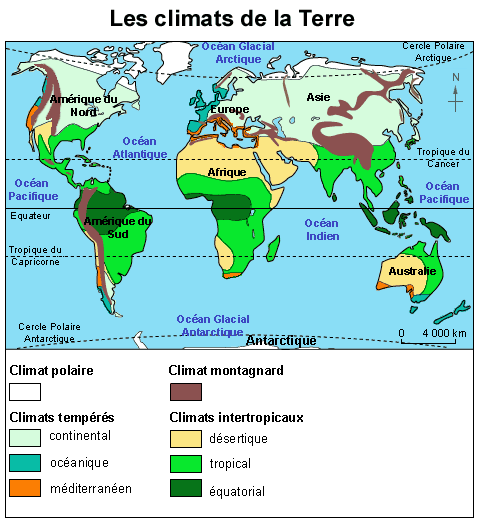 Les climats de la Terre
Océan Glacial
Arctique
Cercle Polaire
Arctique
N
Amérique du
Nord
Europe
Asie
Océan
Atlantique
Tropique du
Cancer
Afrique
Océan
Pacifique
Océan
Pacifique
Equateur
Amérique du
Sud
Océan
Indien
Tropique du
Capricorne
Australie
Océan Glacial
Antarctique
Cercle Polaire
Antarctique
Antarctique
0 4 000 km
Climat polaire
Climat montagnard
Climats tempérés
continental
océanique
méditerranéen
Climats intertropicaux
désertique
tropical
équatorial